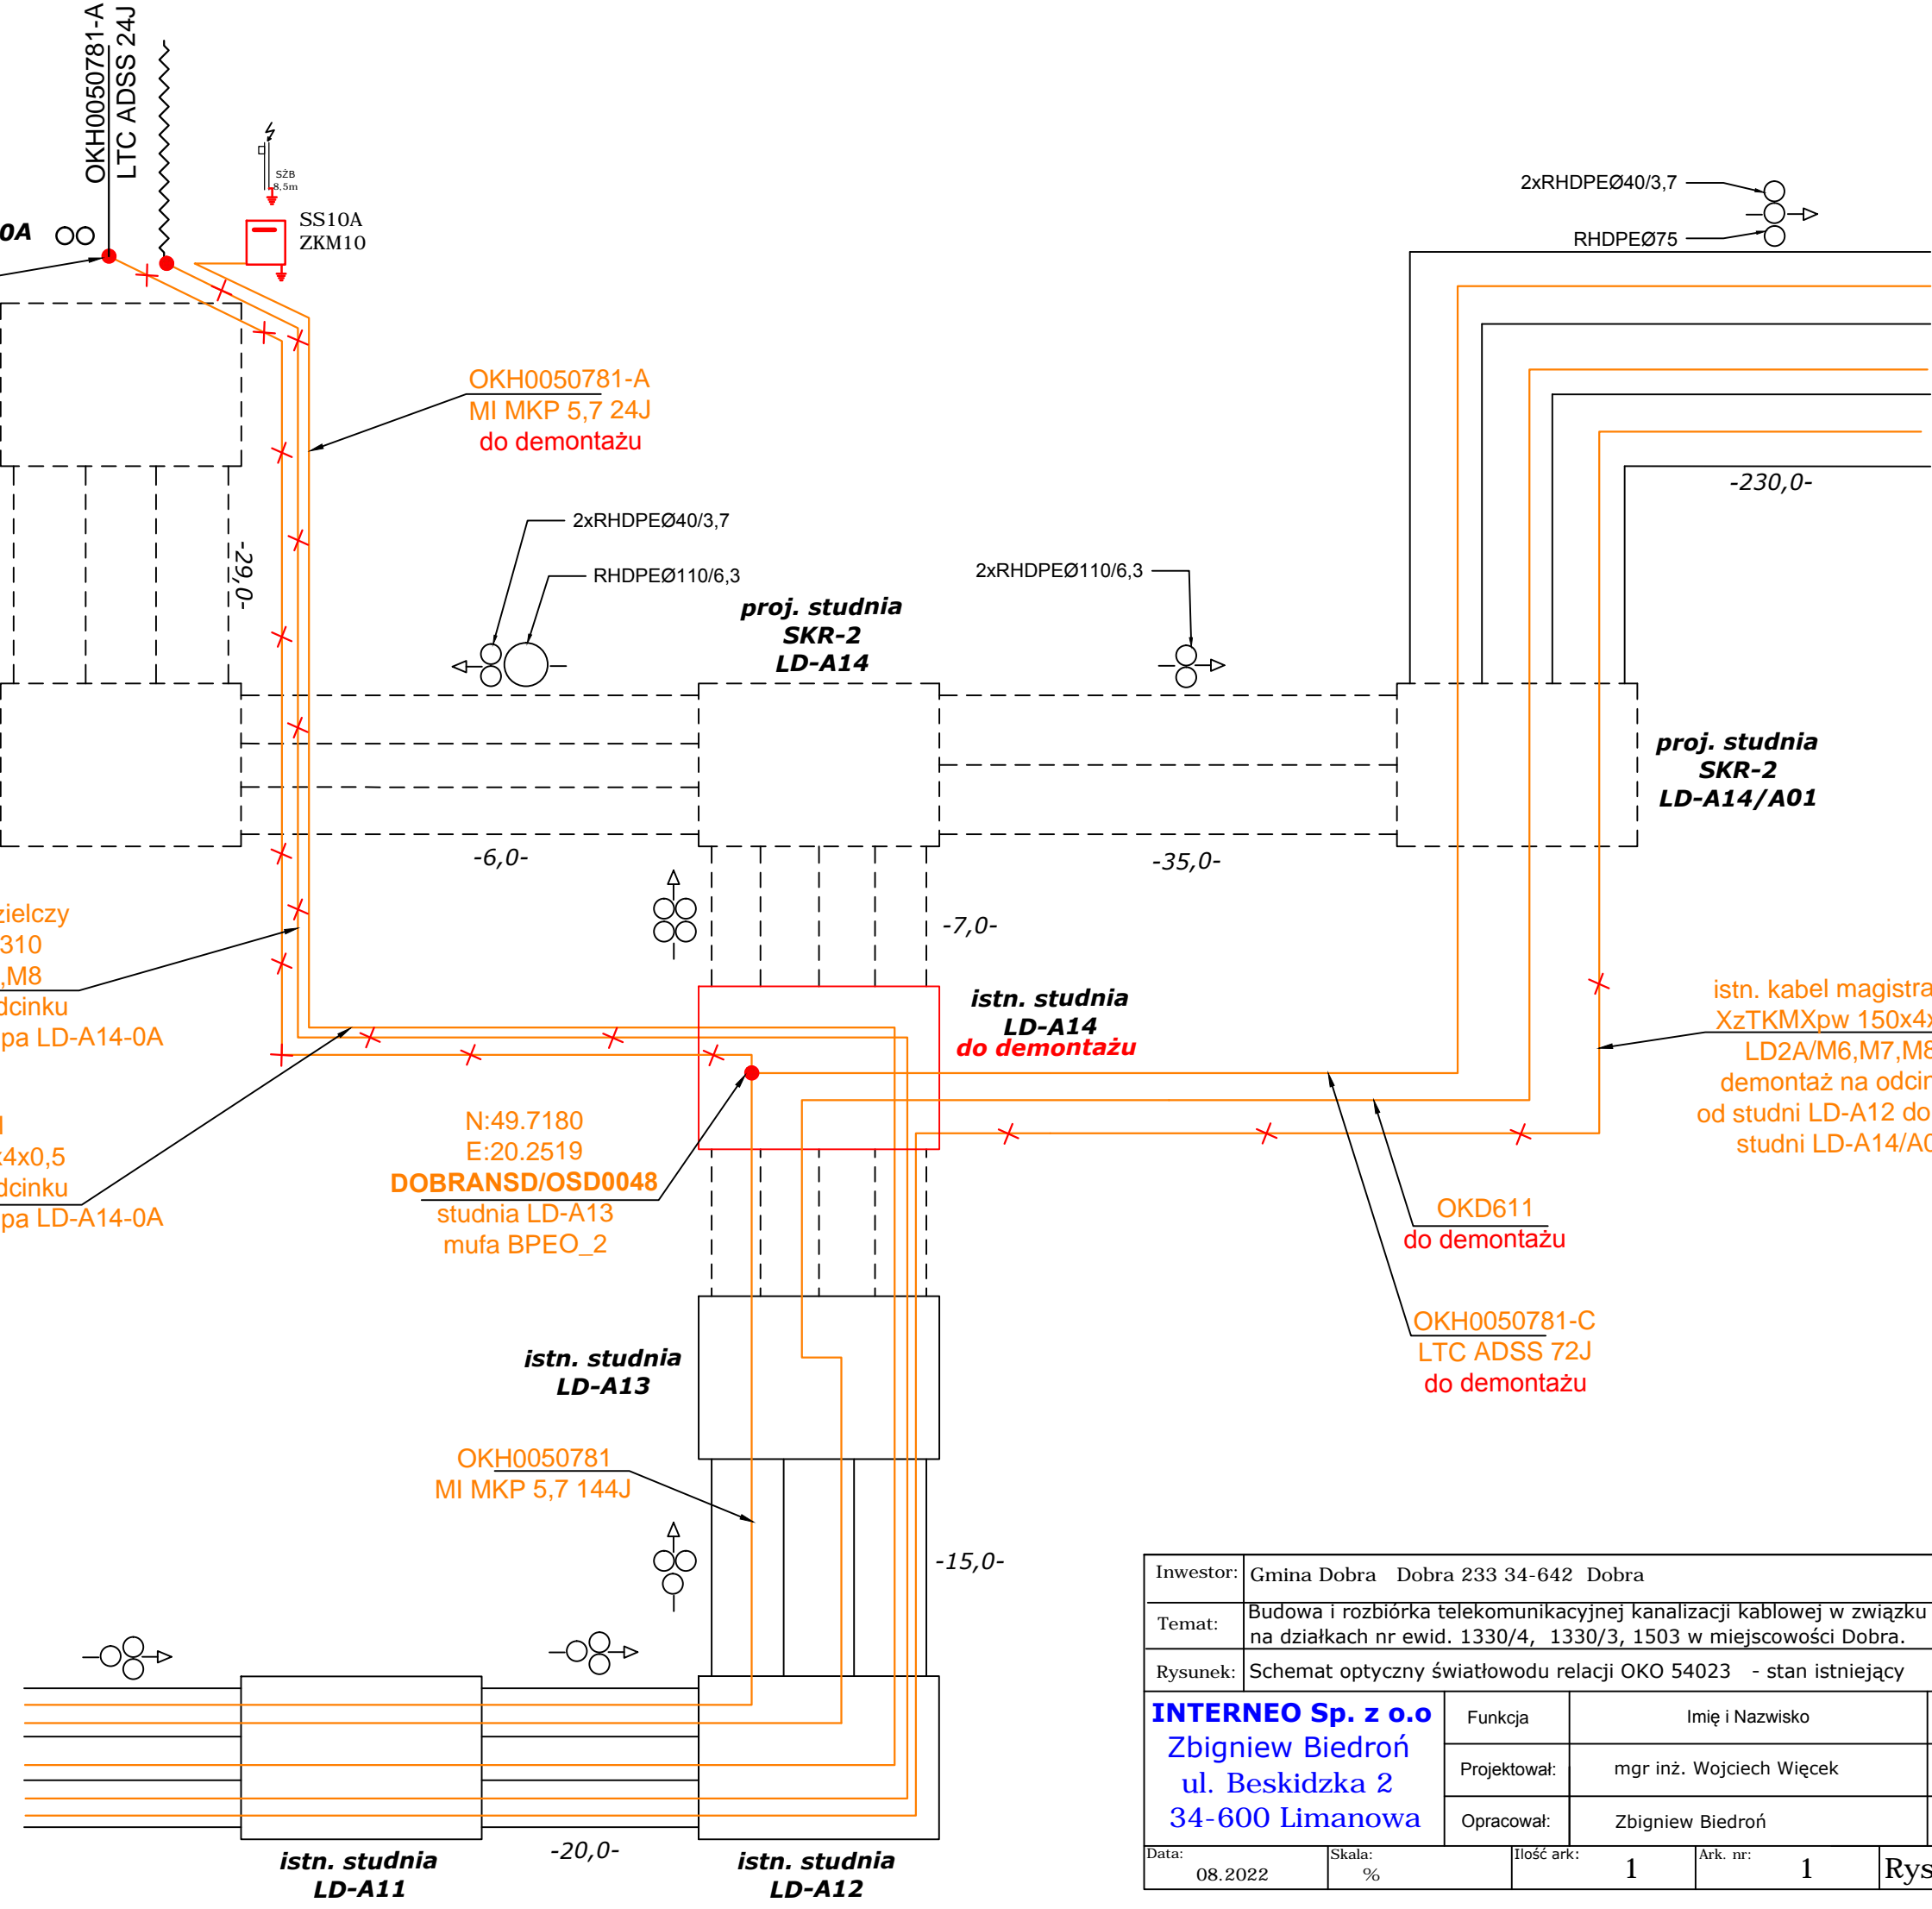 OKH0050781-A
LTC ADSS 24J
SŻB
8,5m
SS10A
ZKM10
0A
2xRHDPEØ40/3,7
RHDPEØ75
OKH0050781-A
MI MKP 5,7 24J
do demontażu
-230,0-
-29,0-
2xRHDPEØ40/3,7
RHDPEØ110/6,3
2xRHDPEØ110/6,3
proj. studnia
SKR-2
LD-A14
proj. studnia
SKR-2
LD-A14/A01
-6,0-
-35,0-
-7,0-
zielczy
310
,M8
dcinku
pa LD-A14-0A
istn. studnia
LD-A14
do demontażu
istn. kabel magistra
XzTKMXpw 150x4x
LD2A/M6,M7,M8
demontaż na odcin
od studni LD-A12 do
studni LD-A14/A0
x4x0,5
dcinku
pa LD-A14-0A
N:49.7180
E:20.2519
DOBRANSD/OSD0048
studnia LD-A13
mufa BPEO_2
OKD611
do demontażu
OKH0050781-C
LTC ADSS 72J
do demontażu
istn. studnia
LD-A13
OKH0050781
MI MKP 5,7 144J
-15,0-
-20,0-
istn. studnia
LD-A11
istn. studnia
LD-A12
Inwestor: Gmina Dobra Dobra 233 34-642 Dobra
Temat: Budowa i rozbiórka telekomunikacyjnej kanalizacji kablowej w związku
na działkach nr ewid. 1330/4, 1330/3, 1503 w miejscowości Dobra.
Rysunek: Schemat optyczny światłowodu relacji OKO 54023 - stan istniejący
INTERNEO Sp. z o.o
Zbigniew Biedroń
ul. Beskidzka 2
34-600 Limanowa
Funkcja Imię i Nazwisko
Projektował: mgr inż. Wojciech Więcek
Opracował: Zbigniew Biedroń
Data: 08.2022 Skala: % Ilość ark: 1 Ark. nr: 1 Rys